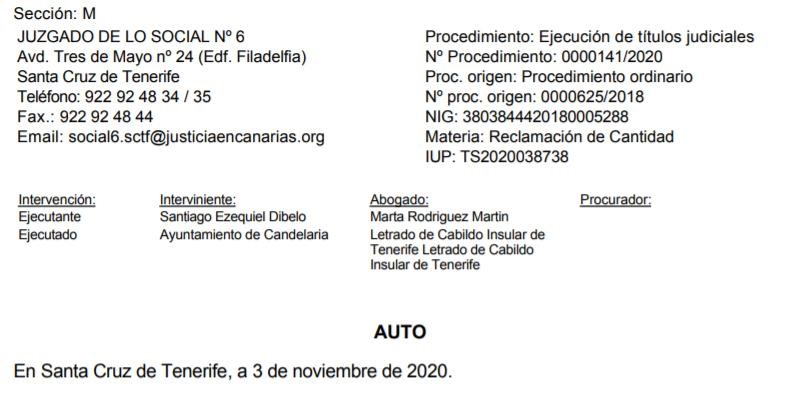 Sección: M
JUZGADO DE LO SOCIAL Nº 6
Avd. Tres de Mayo nº 24 (Edf. Filadelfia)
Santa Cruz de Tenerife
Teléfono: 922 92 48 34 / 35
Fax.: 922 92 48 44
Email: social6.sctf@justiciaencanarias.org
Procedimiento: Ejecución de títulos judiciales
Nº Procedimiento: 0000141/2020
Proc. origen: Procedimiento ordinario
Nº proc. origen: 0000625/2018
NIG: 3803844420180005288
Materia: Reclamación de Cantidad
IUP: TS2020038738
Intervención: Interviniente: Abogado: Procurador:
Ejecutante Santiago Ezequiel Dibelo Marta Rodriguez Martin
Ejecutado Ayuntamiento de Candelaria Letrado de Cabildo Insular de
Tenerife Letrado de Cabildo
Insular de Tenerife
AUTO
En Santa Cruz de Tenerife, a 3 de noviembre de 2020.